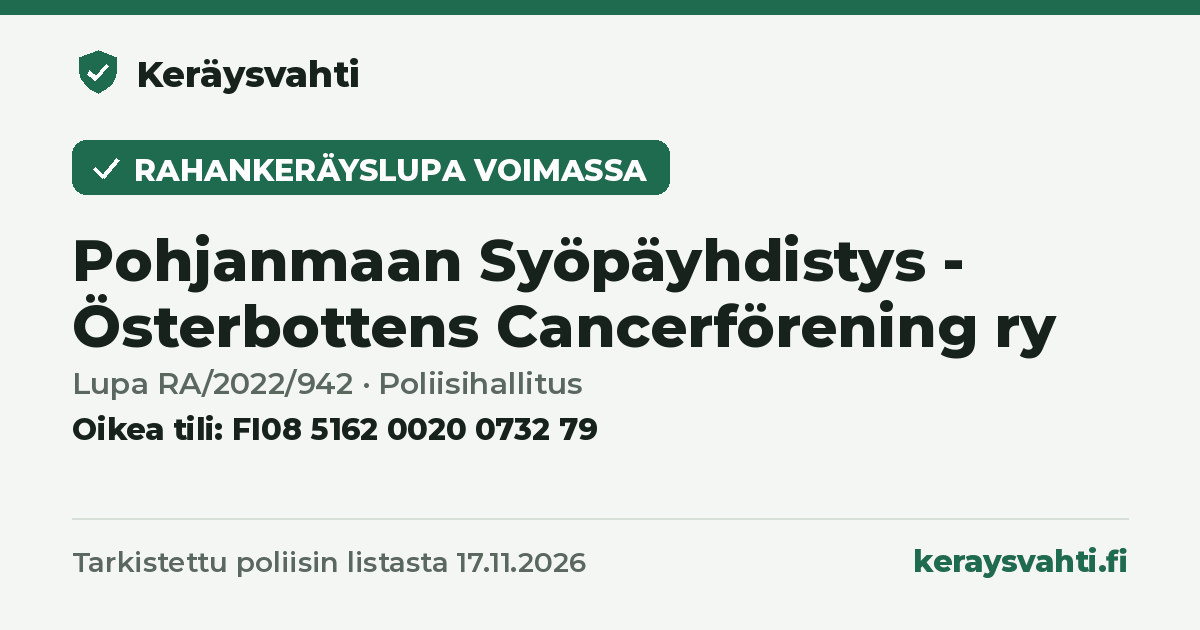 Keräysvahti
RAHANKERÄYSLUPA VOIMASSA
Pohjanmaan Syöpäyhdistys -
Österbottens Cancerförening ry
Lupa RA/2022/942 · Poliisihallitus
Oikea tili: FI08 5162 0020 0732 79
Tarkistettu poliisin listasta 17.11.2026
keraysvahti.fi